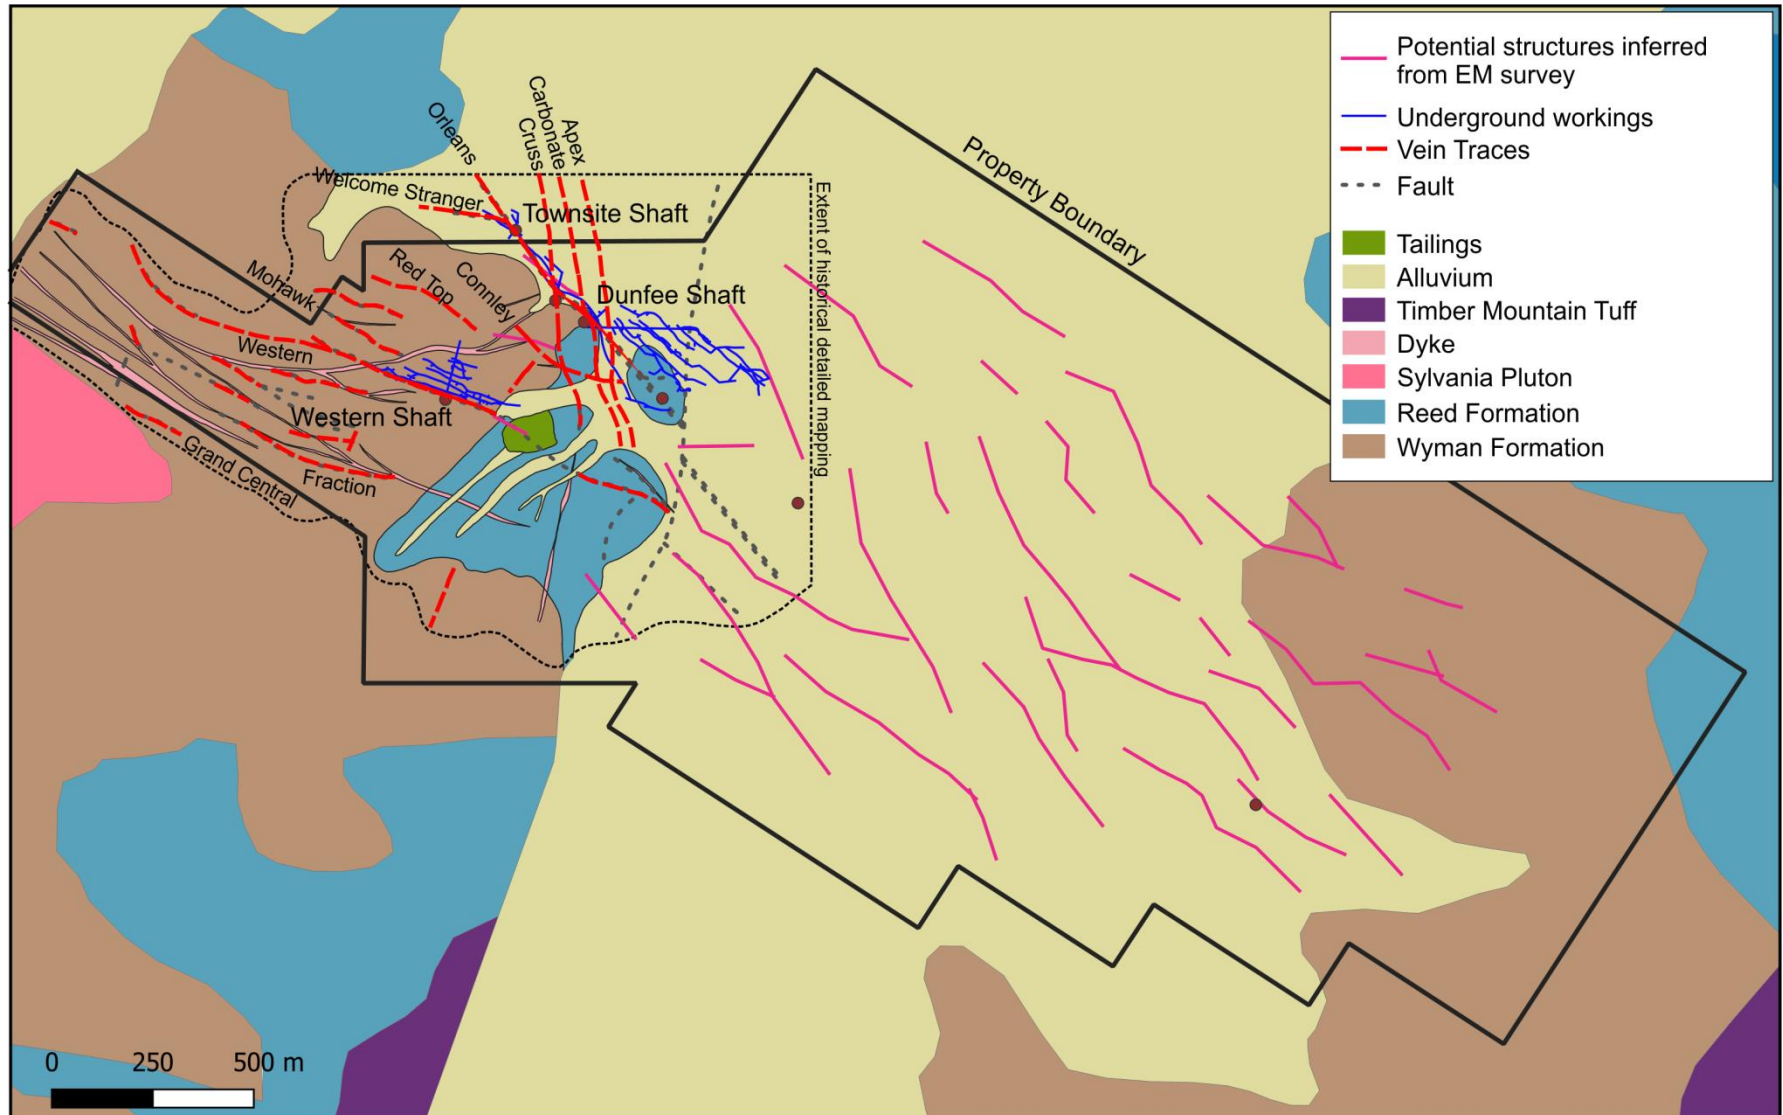 Potential structures inferred
from EM survey
Underground workings
Vein Traces
Fault
Tailings
Alluvium
Timber Mountain Tuff
Dyke
Sylvania Pluton
Reed Formation
Wyman Formation
Property Boundary
Extent of historical detailed mapping
Orleans
Cruss
Carbonate
Apex
Welcome Stranger
Townsite Shaft
Mohawk
Red Top
Connley
Dunfee Shaft
Western
Western Shaft
Grand Central
Fraction
0 250 500 m